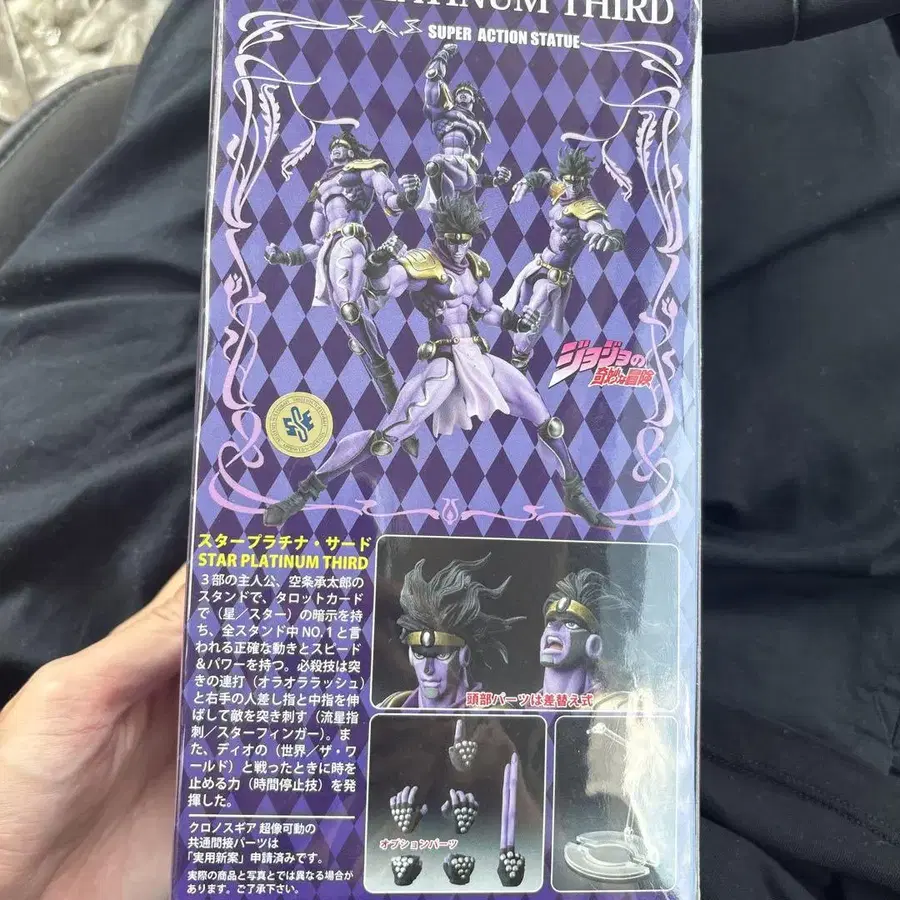 PLATINUM THIRD
SAS SUPER ACTION STATUE
ジョジョの
奇妙な冒険
スタープラチナ・サード
STAR PLATINUM THIRD
3部の主人公、空条承太郎の
スタンドで、タロットカード
で(星/スター)の暗示を持
ち、全スタンド中NO.1と言
われる正確な動きとスピード
&パワーを持つ。必殺技は突
きの連打(オラオララッシュ)
と右手の人差し指と中指を伸
ばして敵を突き刺す(流星指
刺/スターフィンガー)。ま
た、ディオの(世界/ザ・ワ
ールド)と戦ったときに時を
止める力(時間停止技)を発
揮した。
クロノスギア 超像可動の
共通間接パーツは
「実用新案」申請済みです。
実際の商品と写真とでは異なる場合が
あります。ご了承下さい。
頭部パーツは差替え式
オプションパーツ